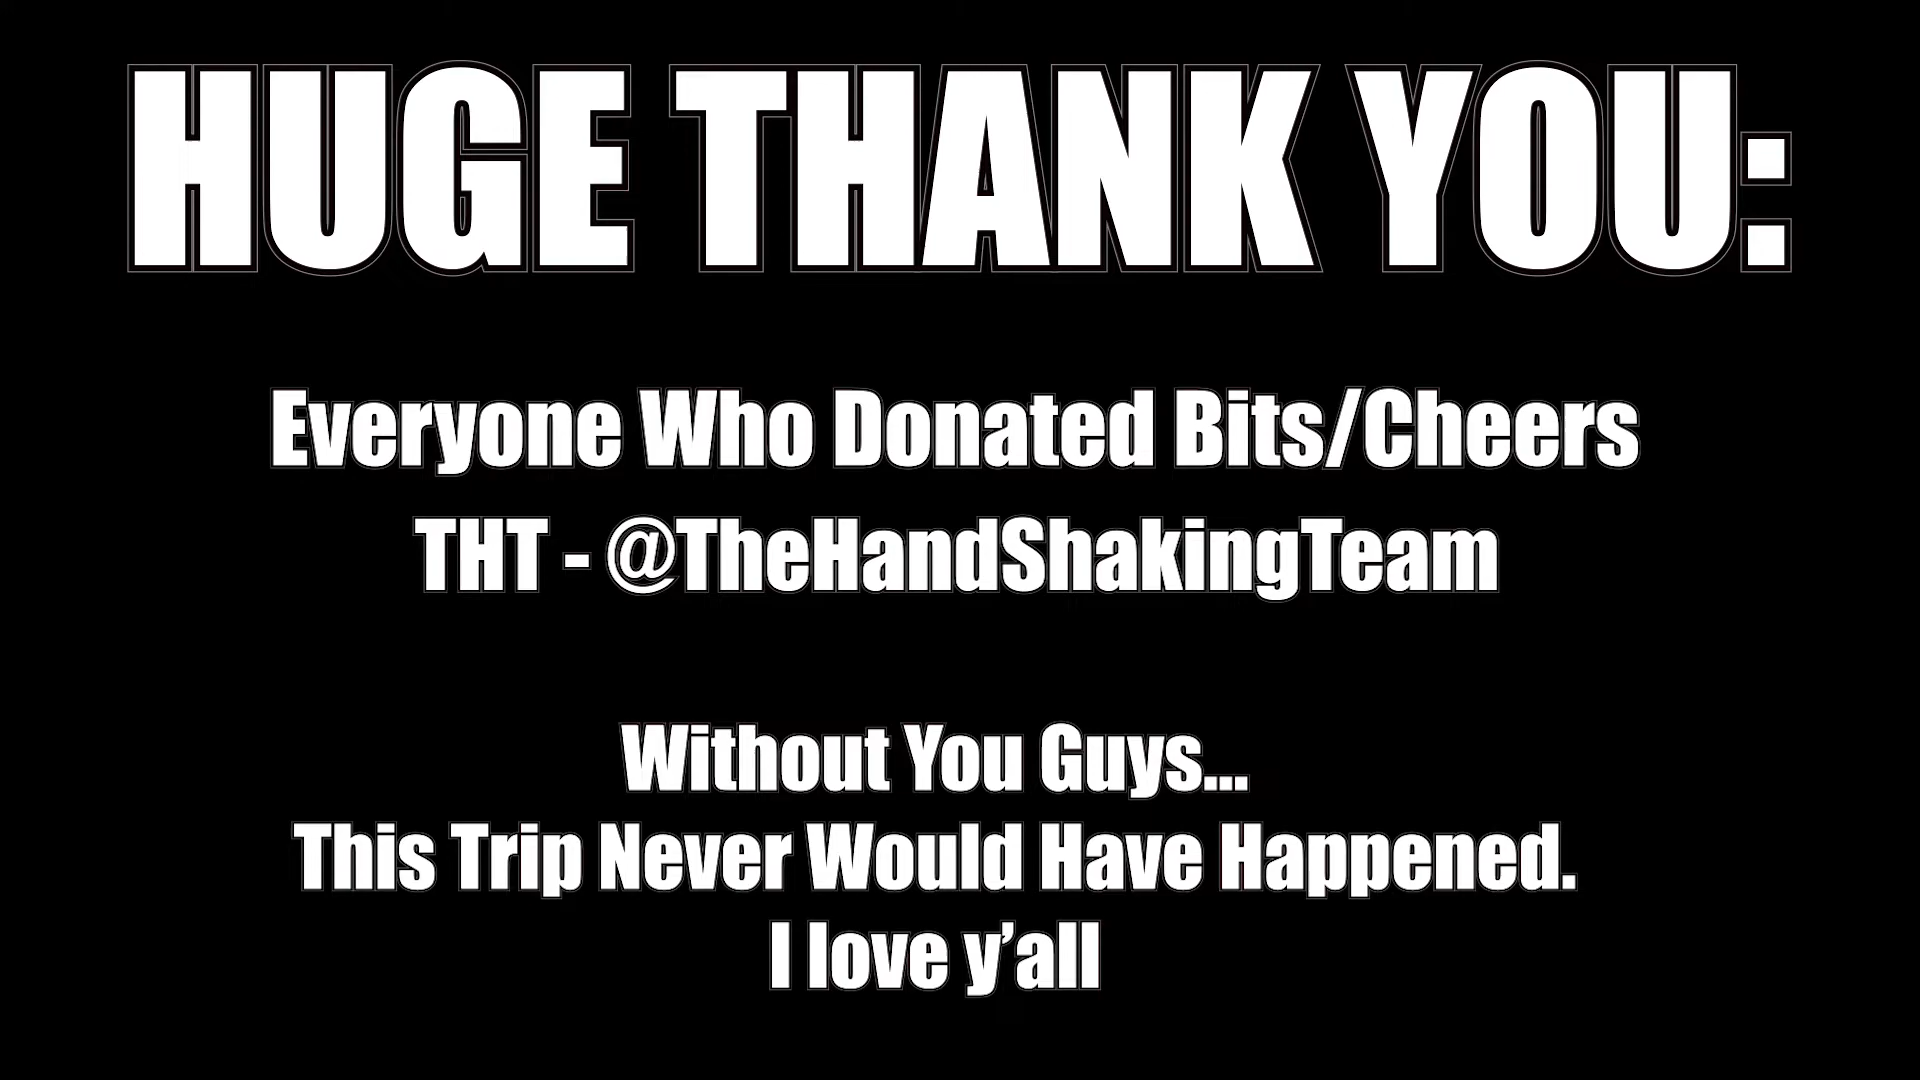 HUGE THANK YOU:
Everyone Who Donated Bits/Cheers
THT - @TheHandShakingTeam
Without You Guys...
This Trip Never Would Have Happened.
I love y’all